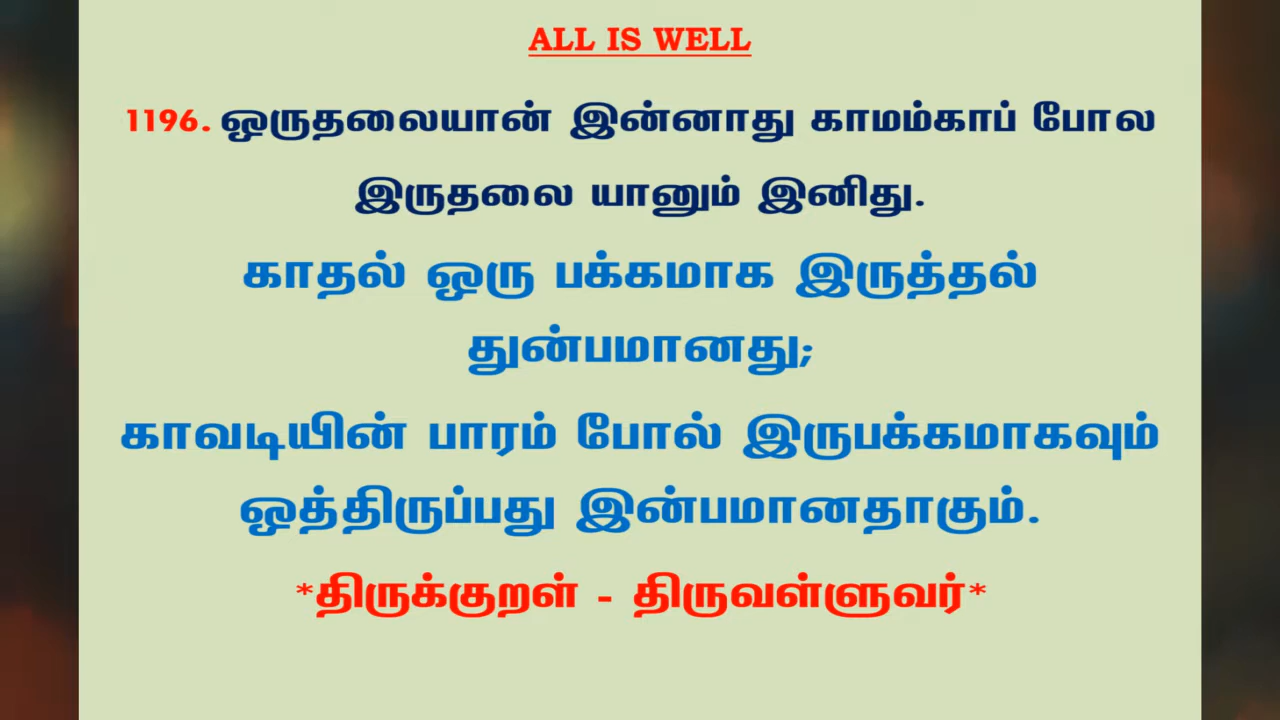 ALL IS WELL
1196. ஒருதலையான் இன்னாது காமம்காப் போல
இருதலை யானும் இனிது.
காதல் ஒரு பக்கமாக இருத்தல்
துன்பமானது;
காவடியின் பாரம் போல் இருபக்கமாகவும்
ஒத்திருப்பது இன்பமானதாகும்.
*திருக்குறள் - திருவள்ளுவர்*